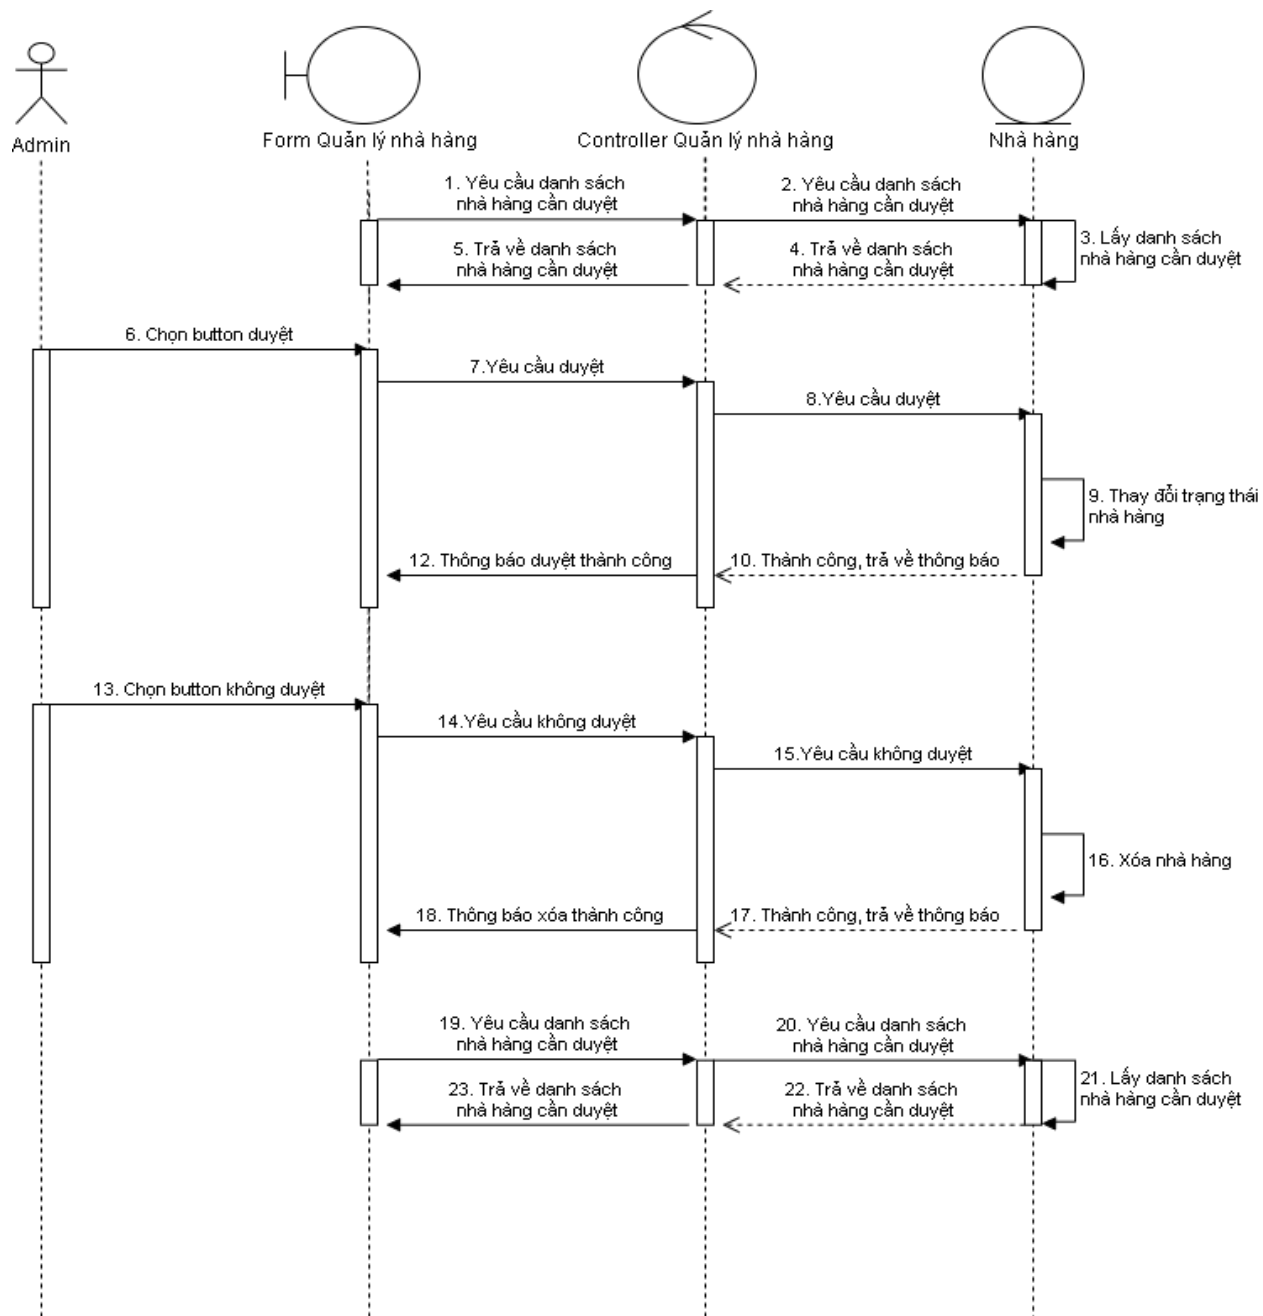 Admin
Form Quản lý nhà hàng
Controller Quản lý nhà hàng
Nhà hàng
1. Yêu cầu danh sách
nhà hàng cần duyệt
2. Yêu cầu danh sách
nhà hàng cần duyệt
3. Lấy danh sách
nhà hàng cần duyệt
5. Trả về danh sách
nhà hàng cần duyệt
4. Trả về danh sách
nhà hàng cần duyệt
6. Chọn button duyệt
7.Yêu cầu duyệt
8.Yêu cầu duyệt
9. Thay đổi trạng thái
nhà hàng
12. Thông báo duyệt thành công
10. Thành công, trả về thông báo
13. Chọn button không duyệt
14.Yêu cầu không duyệt
15.Yêu cầu không duyệt
16. Xóa nhà hàng
18. Thông báo xóa thành công
17. Thành công, trả về thông báo
19. Yêu cầu danh sách
nhà hàng cần duyệt
20. Yêu cầu danh sách
nhà hàng cần duyệt
21. Lấy danh sách
nhà hàng cần duyệt
23. Trả về danh sách
nhà hàng cần duyệt
22. Trả về danh sách
nhà hàng cần duyệt